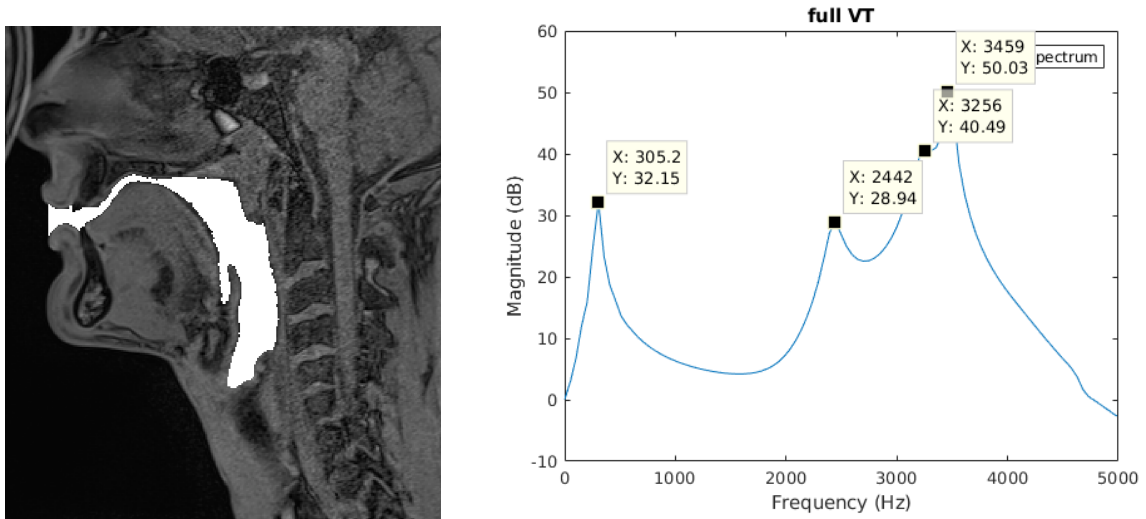 full VT
60
50
40
30
20
10
0
-10
Magnitude (dB)
0 1000 2000 3000 4000 5000
Frequency (Hz)
X: 305.2
Y: 32.15
X: 2442
Y: 28.94
X: 3256
Y: 40.49
X: 3459
Y: 50.03
pectrum